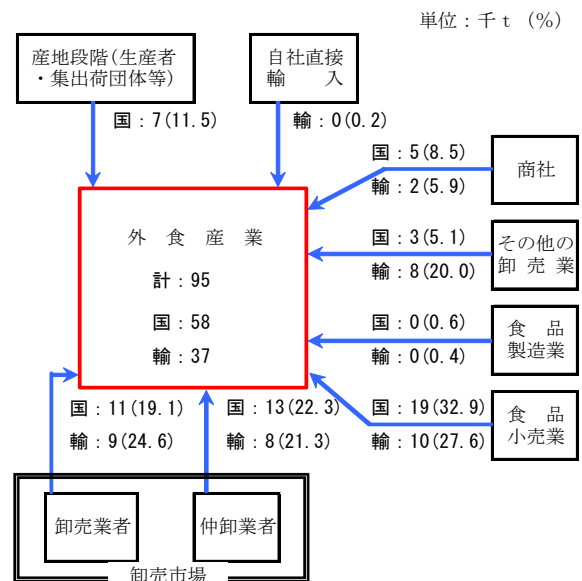 単位：千ｔ（%）
産地段階(生産者
・集出荷団体等)
自社直接
輸　入
国：7(11.5)
輸：0(0.2)
国：5(8.5)
輸：2(5.9)
商社
外 食 産 業
計：95
国：58
輸：37
国：3(5.1)
輸：8(20.0)
その他の
卸 売 業
国：0(0.6)
輸：0(0.4)
食　品
製造業
国：11(19.1)
輸：9(24.6)
国：13(22.3)
輸：8(21.3)
国：19(32.9)
輸：10(27.6)
食　品
小売業
卸売業者
仲卸業者
卸売市場